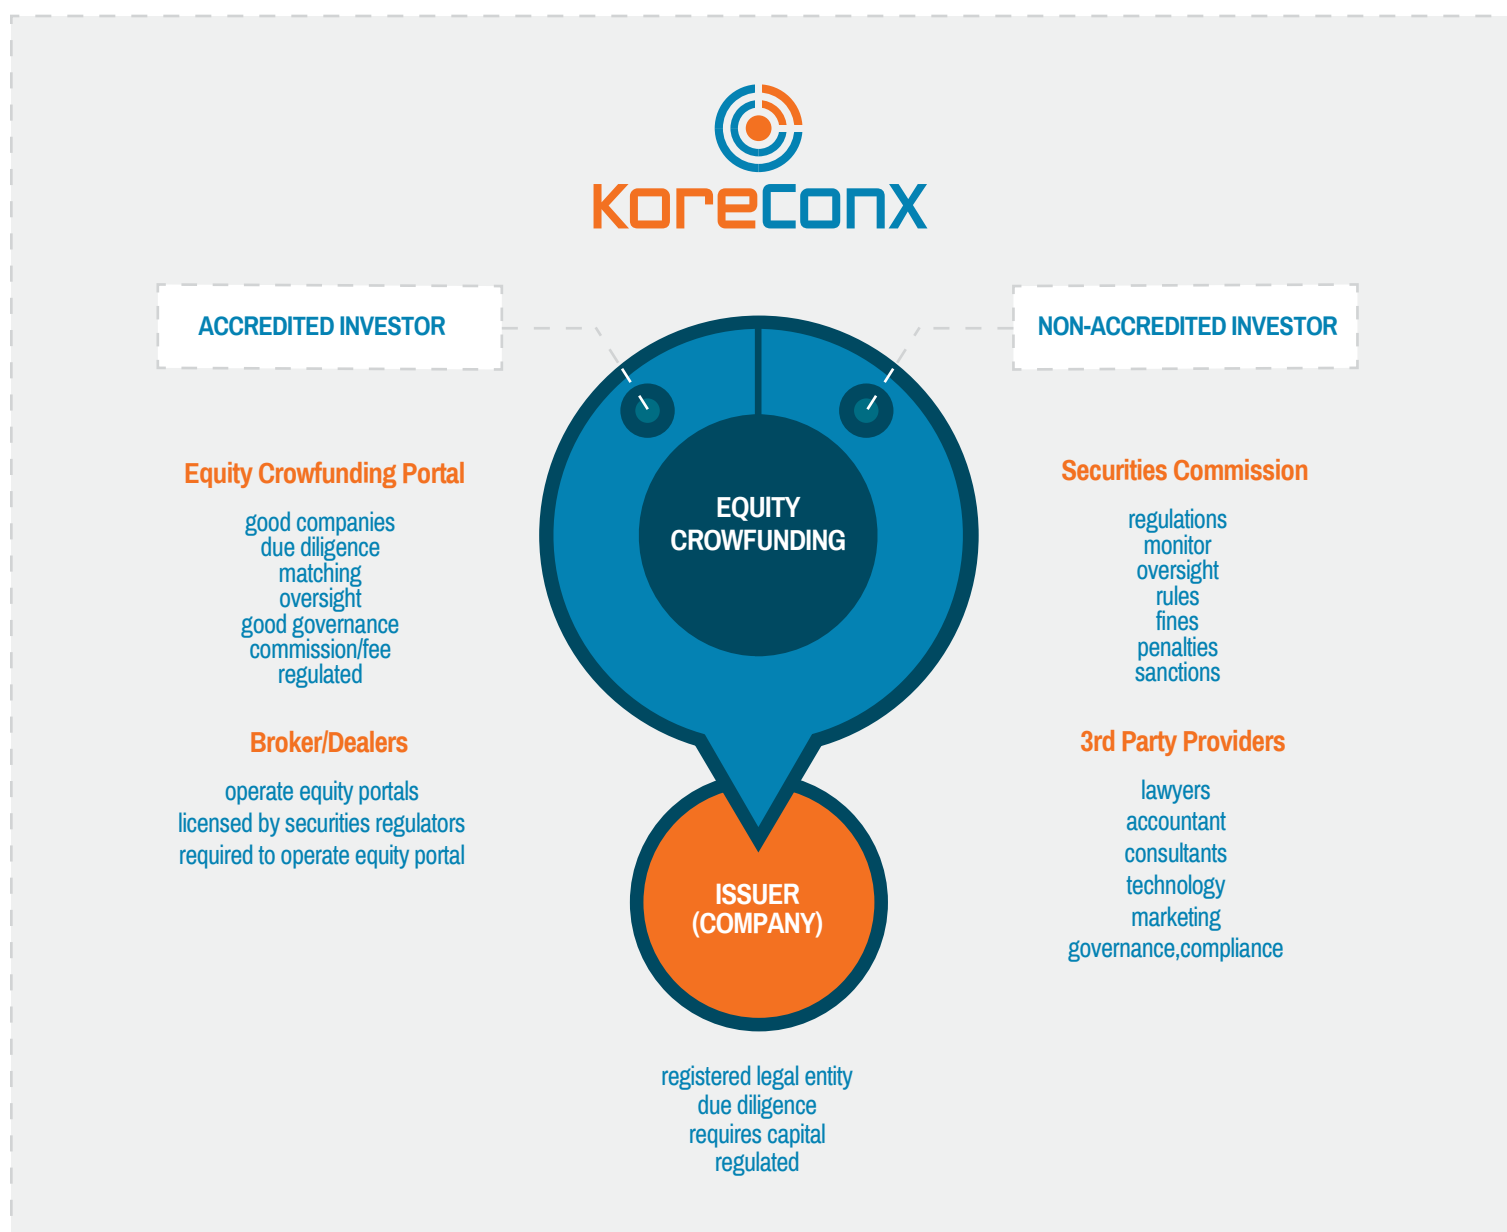 KoreConX
ACCREDITED INVESTOR
NON-ACCREDITED INVESTOR
EQUITY
CROWFUNDING
Equity Crowfunding Portal
good companies
due diligence
matching
oversight
good governance
commission/fee
regulated
Broker/Dealers
operate equity portals
licensed by securities regulators
required to operate equity portal
Securities Commission
regulations
monitor
oversight
rules
fines
penalties
sanctions
3rd Party Providers
lawyers
accountant
consultants
technology
marketing
governance,compliance
ISSUER
(COMPANY)
registered legal entity
due diligence
requires capital
regulated